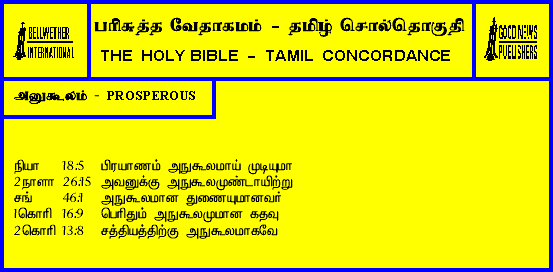 BELLWETHER
INTERNATIONAL
பரிசுத்த வேதாகமம் - தமிழ் சொல்தொகுதி
THE HOLY BIBLE - TAMIL CONCORDANCE
GOOD NEWS
PUBLISHERS
அனுகூலம் - PROSPEROUS
நியா 18:5 பிரயாணம் அநுகூலமாய் முடியுமா
2நாளா 26:15 அவனுக்கு அநுகூலமுண்டாயிற்று
சங் 46:1 அநுகூலமான துணையுமானவர்
1கொரி 16:9 பெரிதும் அநுகூலமுமான கதவு
2கொரி 13:8 சத்தியத்திற்கு அநுகூலமாகவே